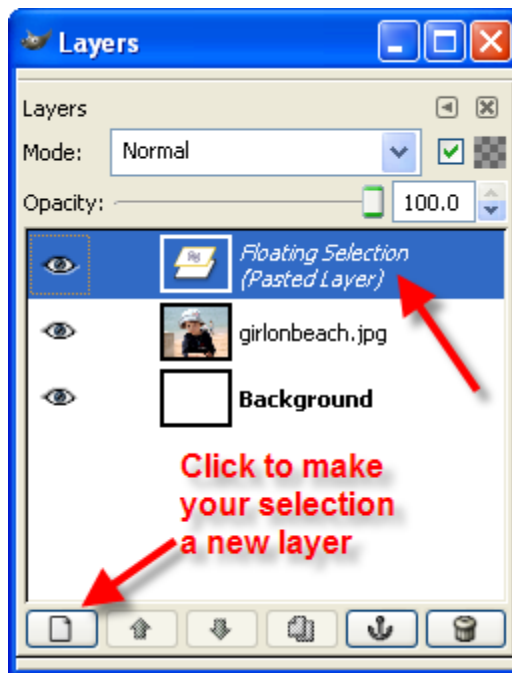 Layers
Layers
Mode: Normal
Opacity: 100.0
Floating Selection
(Pasted Layer)
girlonbeach.jpg
Background
Click to make
your selection
a new layer